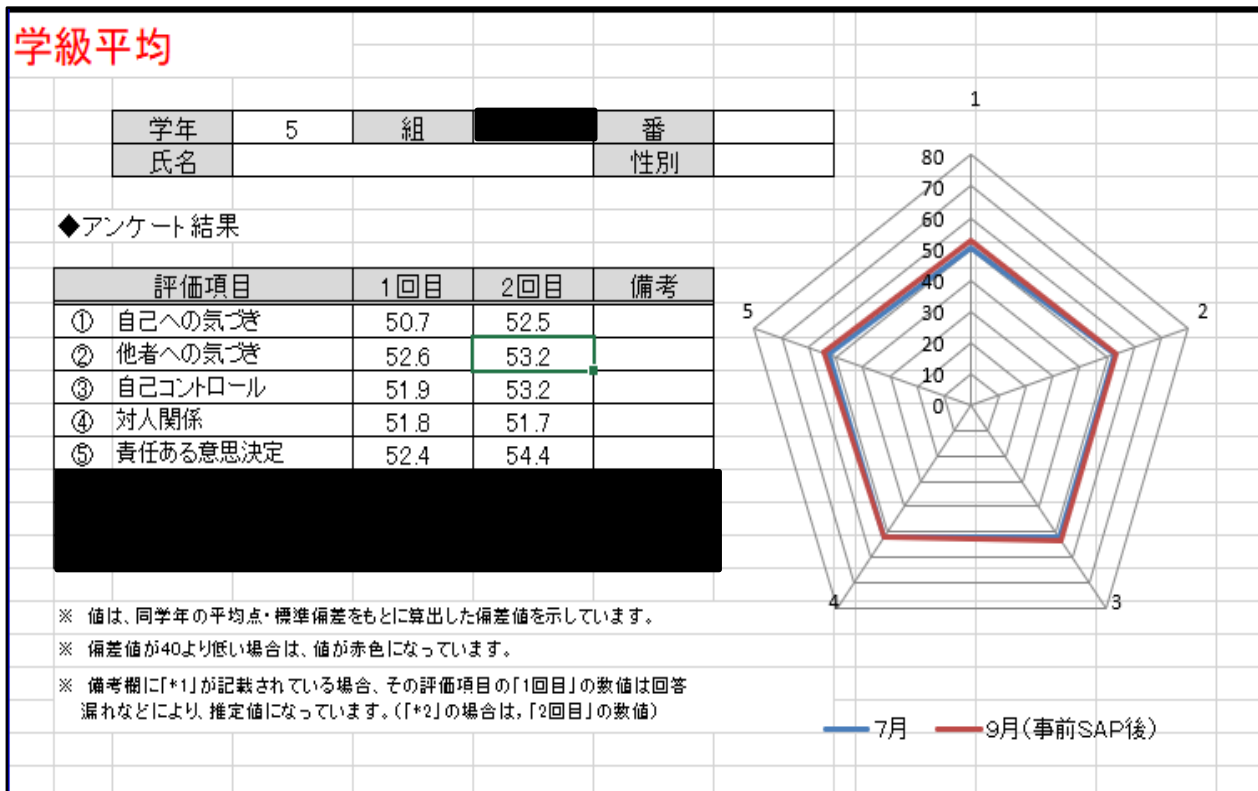 学級平均
学年 5 組 番
氏名 性別
◆アンケート結果
評価項目 1回目 2回目 備考
① 自己への気づき 50.7 52.5
② 他者への気づき 52.6 53.2
③ 自己コントロール 51.9 53.2
④ 対人関係 51.8 51.7
⑤ 責任ある意思決定 52.4 54.4
※ 値は、同学年の平均点・標準偏差をもとに算出した偏差値を示しています。
※ 偏差値が40より低い場合は、値が赤色になっています。
※ 備考欄に「*1」が記載されている場合、その評価項目の「1回目」の数値は回答
漏れなどにより、推定値になっています。(「*2」の場合は,「2回目」の数値)
1
80
70
60
50
40
30
20
10
0
5
2
4
3
7月 9月(事前SAP後)